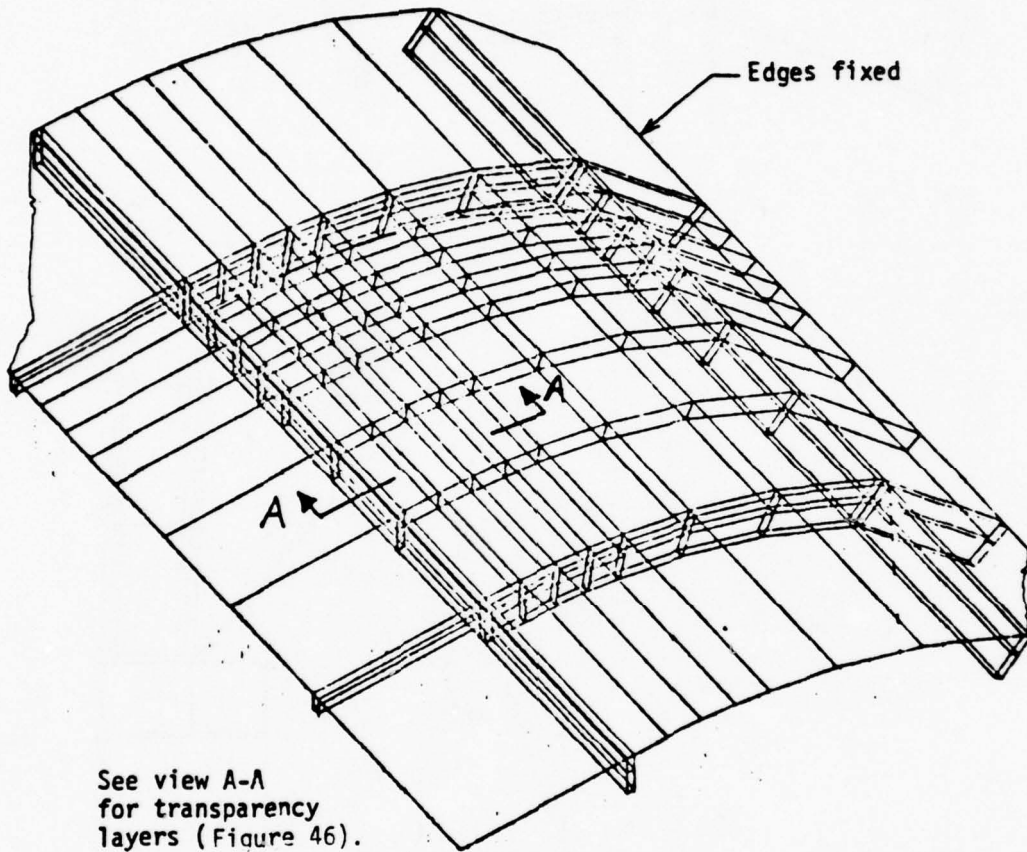 Edges fixed
A
A
See view A-A
for transparency
layers (Figure 46).